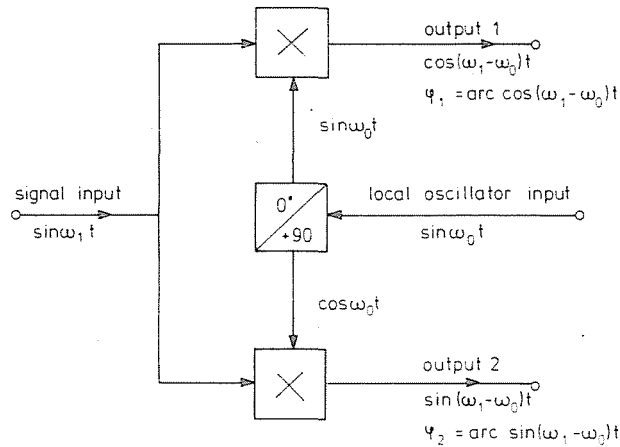 output 1
cos(ω₁-ω₀)t
φ₁ = arc cos(ω₁-ω₀)t
sinω₀t
signal input
sinω₁t
0°
+90
local oscillator input
sinω₀t
cosω₀t
output 2
sin(ω₁-ω₀)t
φ₂ = arc sin(ω₁-ω₀)t